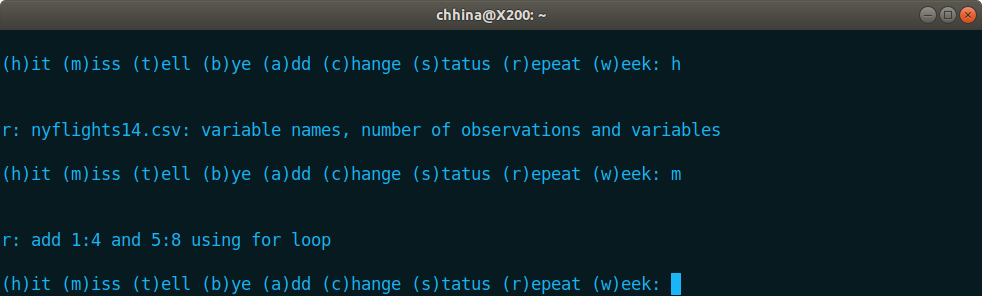 chhina@X200: ~
(h)it (m)iss (t)ell (b)ye (a)dd (c)hange (s)tatus (r)epeat (w)eek: h
r: nyflights14.csv: variable names, number of observations and variables
(h)it (m)iss (t)ell (b)ye (a)dd (c)hange (s)tatus (r)epeat (w)eek: m
r: add 1:4 and 5:8 using for loop
(h)it (m)iss (t)ell (b)ye (a)dd (c)hange (s)tatus (r)epeat (w)eek: